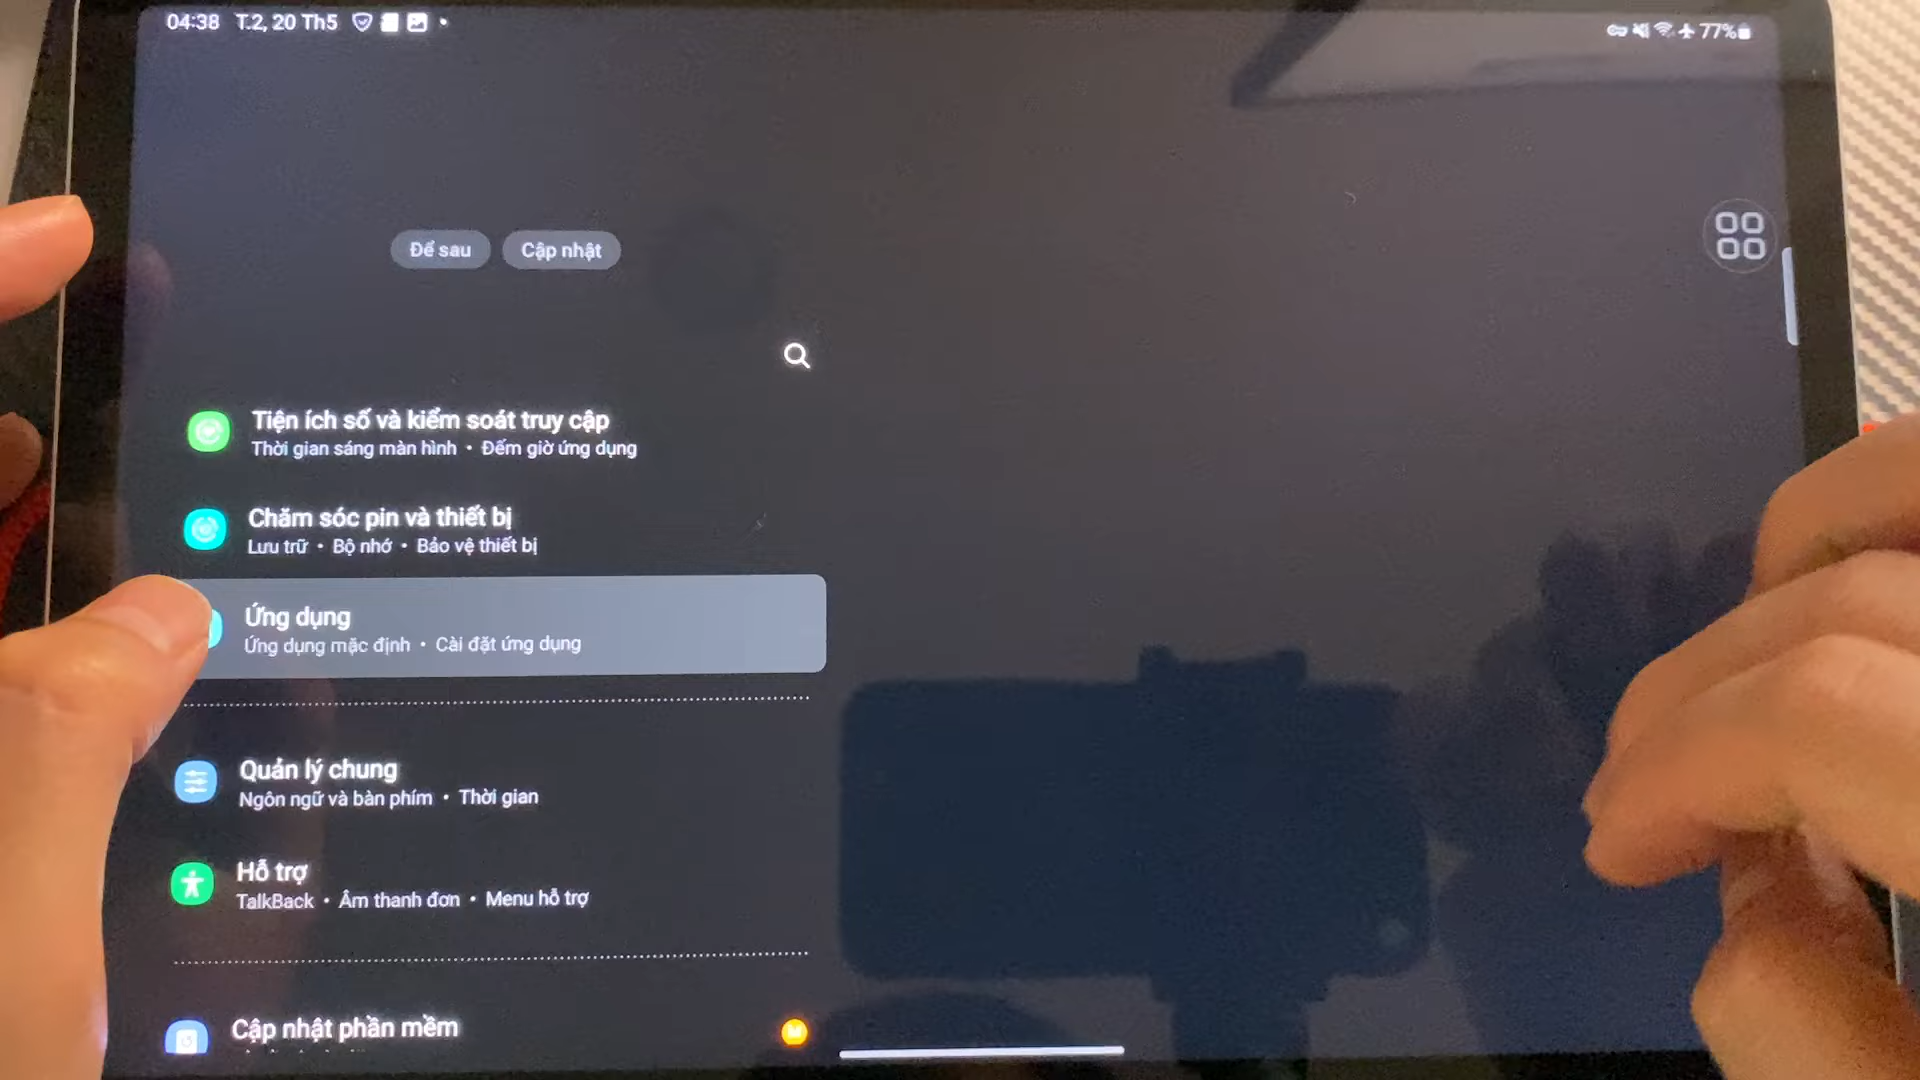 04:38 T.2, 20 Th5
77%
Để sau
Cập nhật
Tiện ích số và kiểm soát truy cập
Thời gian sáng màn hình • Đếm giờ ứng dụng
Chăm sóc pin và thiết bị
Lưu trữ • Bộ nhớ • Bảo vệ thiết bị
Ứng dụng
Ứng dụng mặc định • Cài đặt ứng dụng
Quản lý chung
Ngôn ngữ và bàn phím • Thời gian
Hỗ trợ
TalkBack • Âm thanh đơn • Menu hỗ trợ
Cập nhật phần mềm